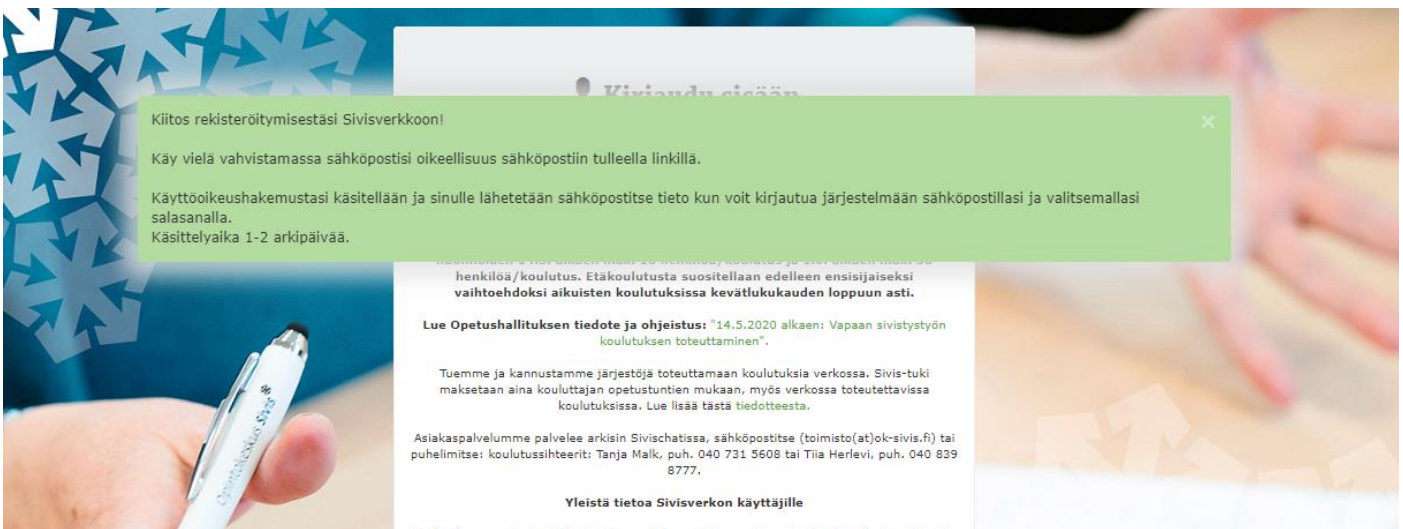 Kirjaudu sisään
Kiitos rekisteröitymisestäsi Sivisverkkoon!
×
Käy vielä vahvistamassa sähköpostisi oikeellisuus sähköpostiin tulleella linkillä.
Käyttöoikeushakemustasi käsitellään ja sinulle lähetetään sähköpostitse tieto kun voit kirjautua järjestelmään sähköpostillasi ja valitsemallasi
salasanalla.
Käsittelyaika 1-2 arkipäivää.
henkilöä/koulutus. Etäkoulutusta suositellaan edelleen ensisijaiseksi
vaihtoehdoksi aikuisten koulutuksissa kevätlukukauden loppuun asti.
Lue Opetushallituksen tiedote ja ohjeistus: "14.5.2020 alkaen: Vapaan sivistystyön
koulutuksen toteuttaminen".
Tuemme ja kannustamme järjestöjä toteuttamaan koulutuksia verkossa. Sivis-tuki
maksetaan aina kouluttajan opetustuntien mukaan, myös verkossa toteutettavissa
koulutuksissa. Lue lisää tästä tiedotteesta.
Asiakaspalvelumme palvelee arkisin Sivischatissa, sähköpostitse (toimisto(at)ok-sivis.fi) tai
puhelimitse: koulutussihteerit: Tanja Malk, puh. 040 731 5608 tai Tiia Herlevi, puh. 040 839
8777.
Yleistä tietoa Sivisverkon käyttäjille
Opintokeskus Sivis